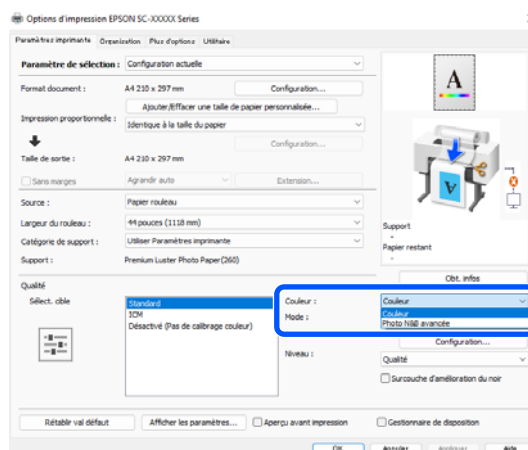 Options d'impression EPSON SC-XXXXX Series
Paramètres imprimante Organisation Plus d'options Utilitaire
Paramètre de sélection : Configuration actuelle
Format document : A4 210 x 297 mm Configuration...
Ajouter/Effacer une taille de papier personnalisée...
Impression proportionnelle : Identique à la taille du papier
Configuration...
Taille de sortie : A4 210 x 297 mm
Sans marges Agrandir auto Extension...
Source : Papier rouleau
Largeur du rouleau : 44 pouces (1118 mm)
Catégorie de support : Utiliser Paramètres imprimante
Support : Premium Luster Photo Paper(260)
A
Support
-
Papier restant
-
Obt. infos
Qualité
Sélect. cible
Standard
ICM
Désactivé (Pas de calibrage couleur)
Couleur : Couleur
Mode : Couleur
Photo N&B avancée
Configuration...
Niveau : Qualité
Surcouche d'amélioration du noir
Rétablir val défaut Afficher les paramètres... Aperçu avant impression Gestionnaire de disposition
OK Annuler Appliquer Aide